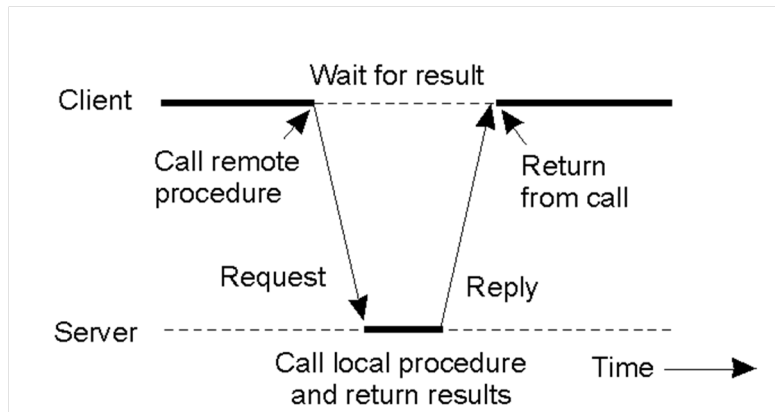 Wait for result
Client
Call remote
procedure
Return
from call
Request
Reply
Server
Call local procedure
and return results
Time